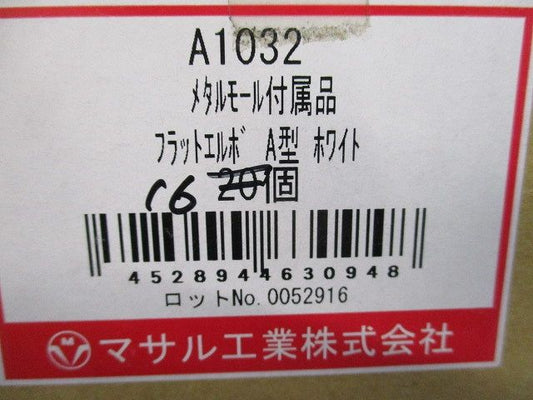 A1032
ﾒﾀﾙﾓｰﾙ付属品
ﾌﾗｯﾄｴﾙﾎﾞ A型 ﾎﾜｲﾄ
16 20個
4528944630948
ロットNo.0052916
マサル工業株式会社